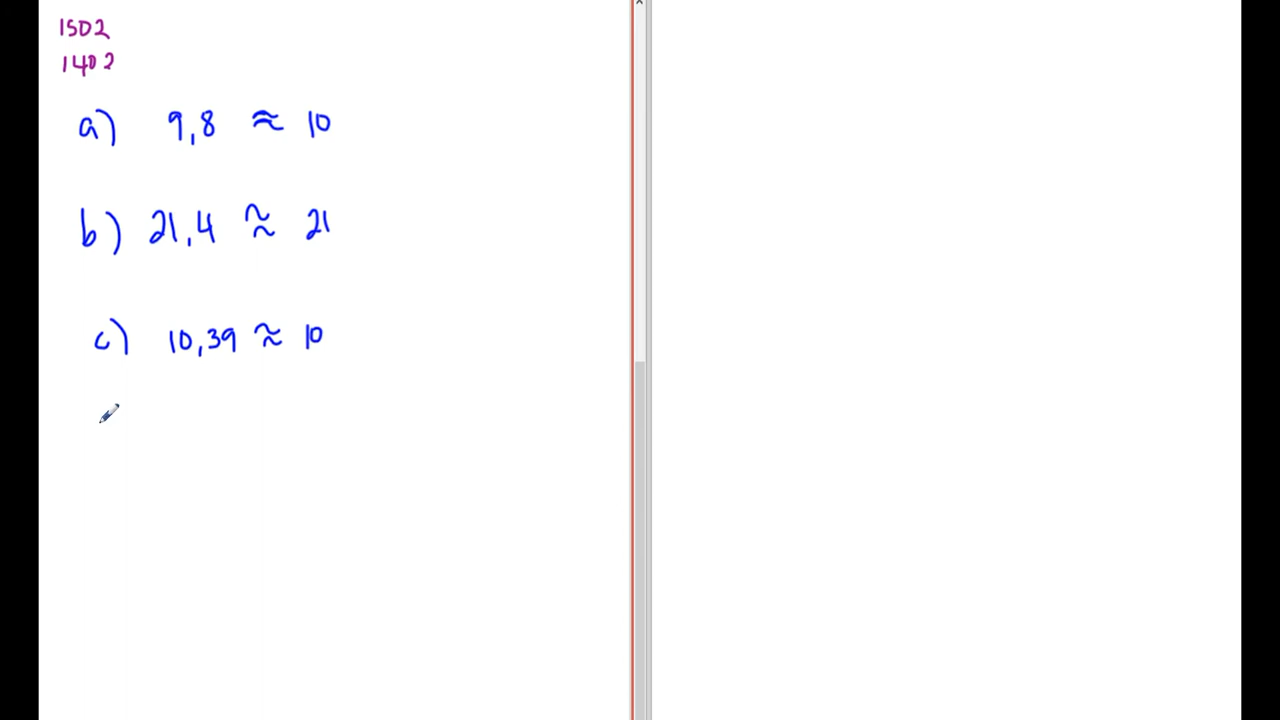 1502
1402
a) 9,8 ≈ 10
b) 21,4 ≈ 21
c) 10,39 ≈ 10